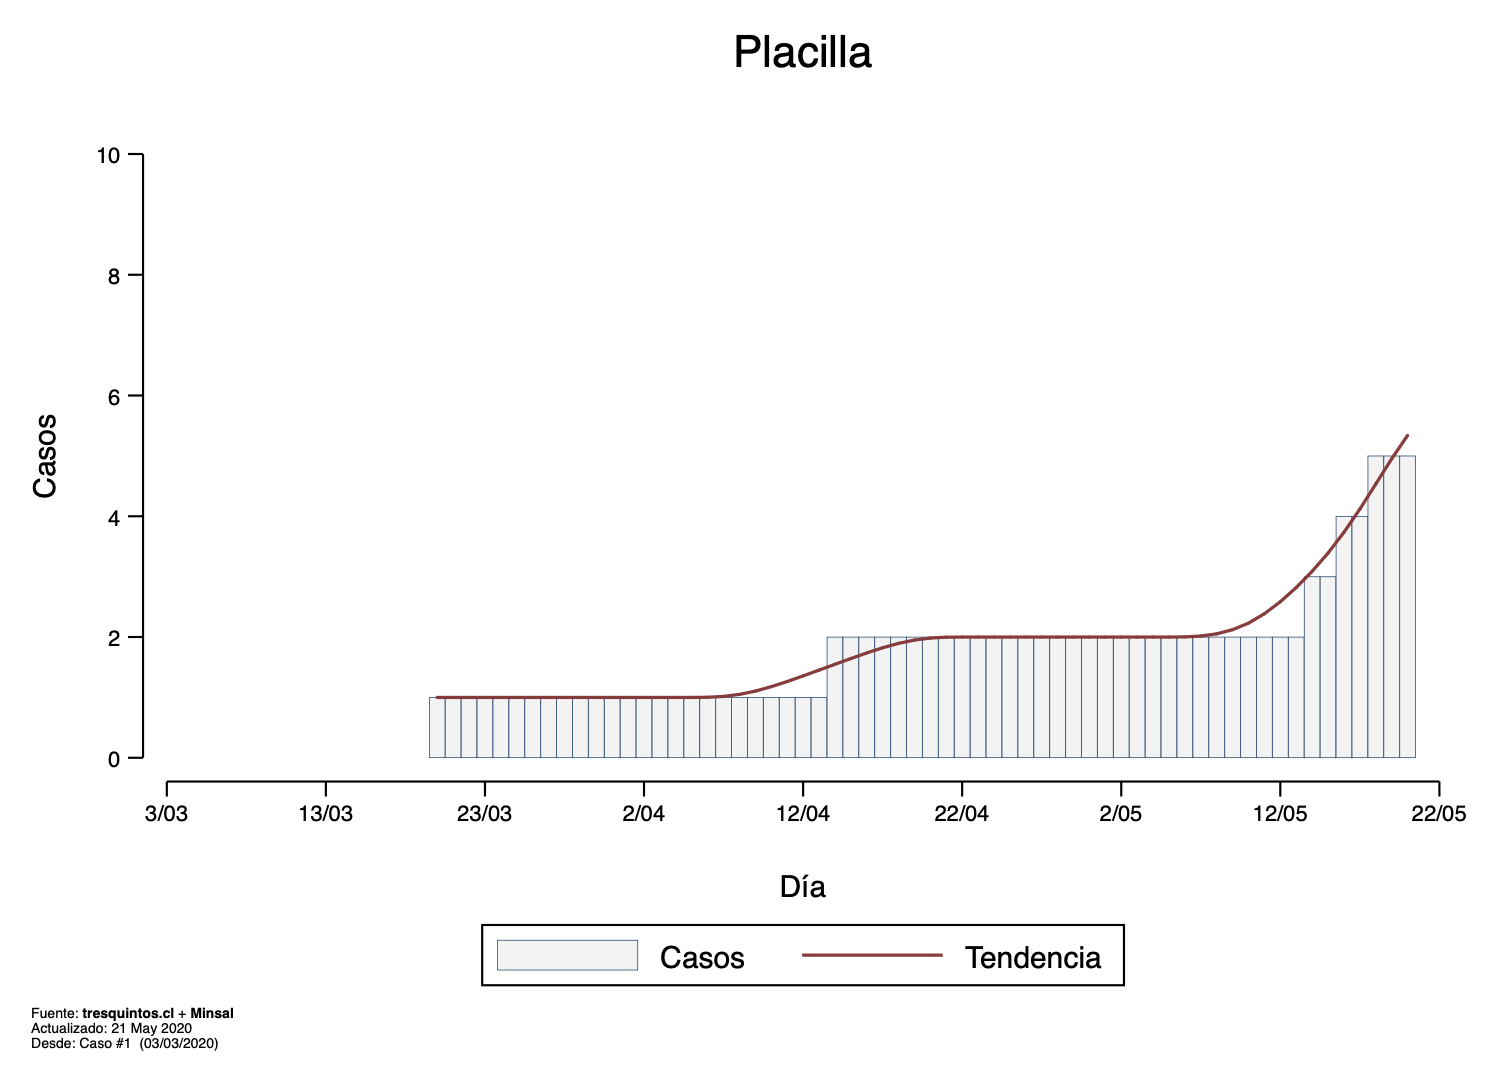 Placilla
10
8
6
4
2
0
Casos
3/03 13/03 23/03 2/04 12/04 22/04 2/05 12/05 22/05
Día
Casos Tendencia
Fuente: tresquintos.cl + Minsal
Actualizado: 21 May 2020
Desde: Caso #1 (03/03/2020)